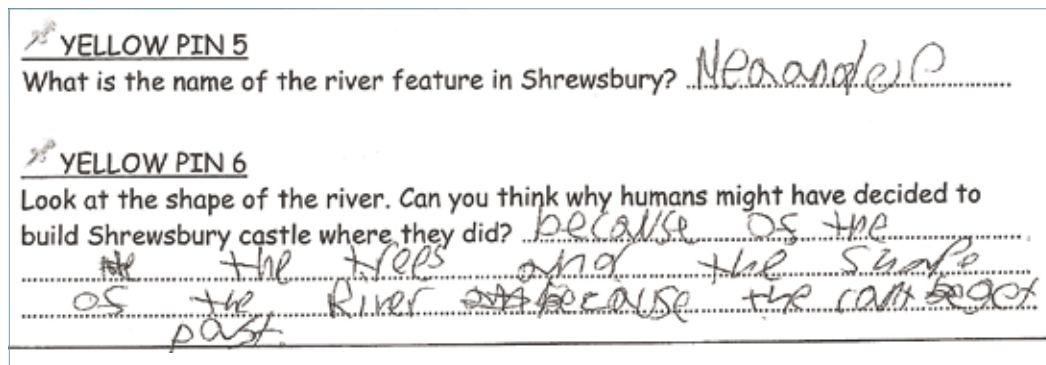 YELLOW PIN 5
What is the name of the river feature in Shrewsbury? Meander
YELLOW PIN 6
Look at the shape of the river. Can you think why humans might have decided to
build Shrewsbury castle where they did? because os the
the trees and the shape
os the River because the cant get
past.